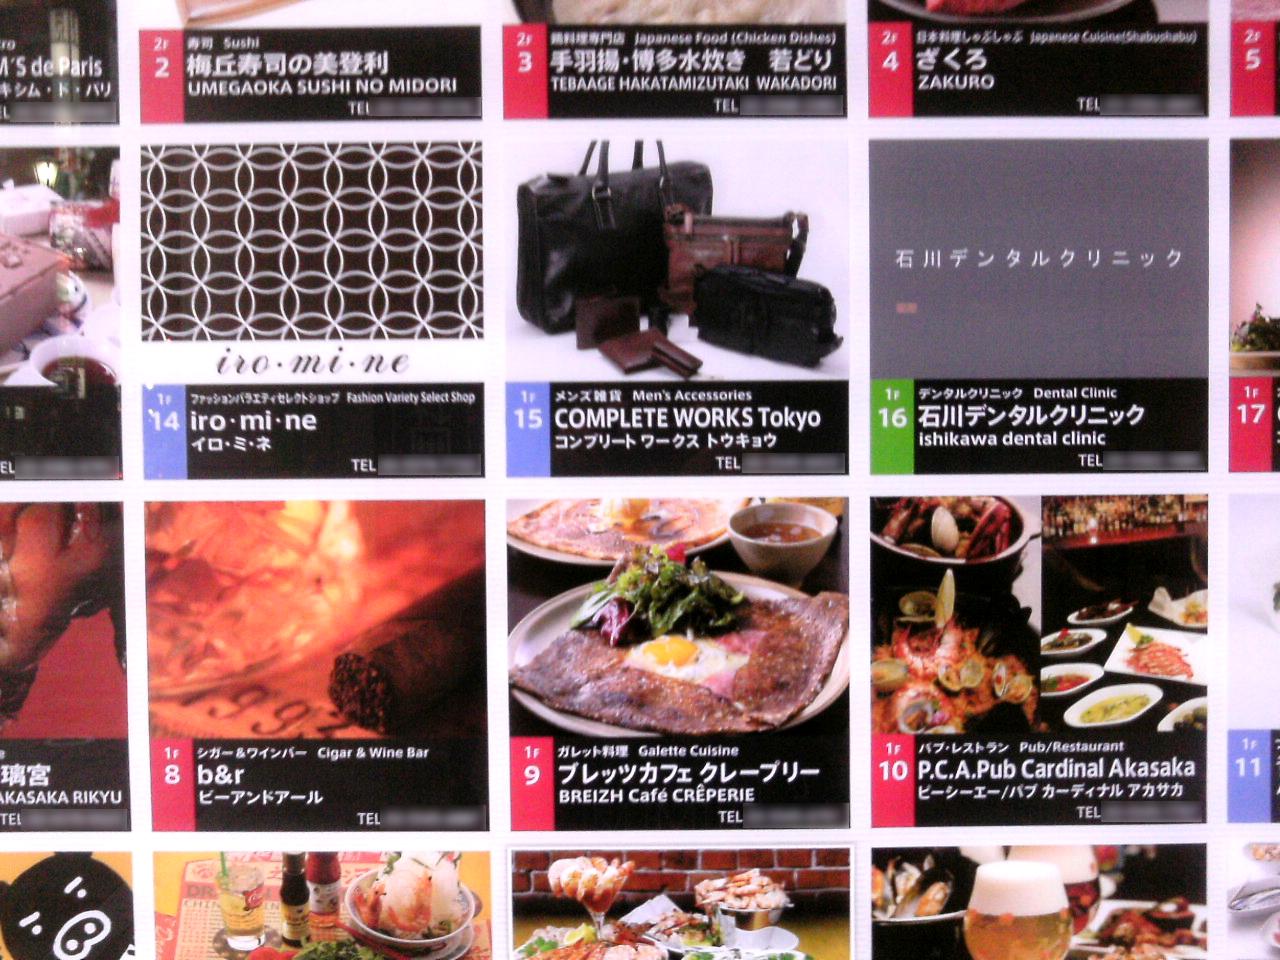 M'S de Paris
キシム・ド・パリ
2F
2
寿司 Sushi
梅丘寿司の美登利
UMEGAOKA SUSHI NO MIDORI
TEL
2F
3
鶏料理専門店 Japanese Food (Chicken Dishes)
手羽揚・博多水炊き 若どり
TEBAAGE HAKATAMIZUTAKI WAKADORI
TEL
2F
4
日本料理しゃぶしゃぶ Japanese Cuisine(Shabushabu)
ざくろ
ZAKURO
TEL
2F
5
iro・mi・ne
石川デンタルクリニック
TEL
1F
14
ファッションバラエティセレクトショップ Fashion Variety Select Shop
iro・mi・ne
イロ・ミ・ネ
TEL
1F
15
メンズ雑貨 Men's Accessories
COMPLETE WORKS Tokyo
コンプリート ワークス トウキョウ
TEL
1F
16
デンタルクリニック Dental Clinic
石川デンタルクリニック
ishikawa dental clinic
TEL
1F
17
璃宮
AKASAKA RIKYU
TEL
1F
8
シガー&ワインバー Cigar & Wine Bar
b&r
ビーアンドアール
TEL
1F
9
ガレット料理 Galette Cuisine
ブレッツカフェ クレープリー
BREIZH Café CRÊPERIE
TEL
1F
10
パブ・レストラン Pub/Restaurant
P.C.A.Pub Cardinal Akasaka
ピーシーエー/パブ カーディナル アカサカ
TEL
1F
11